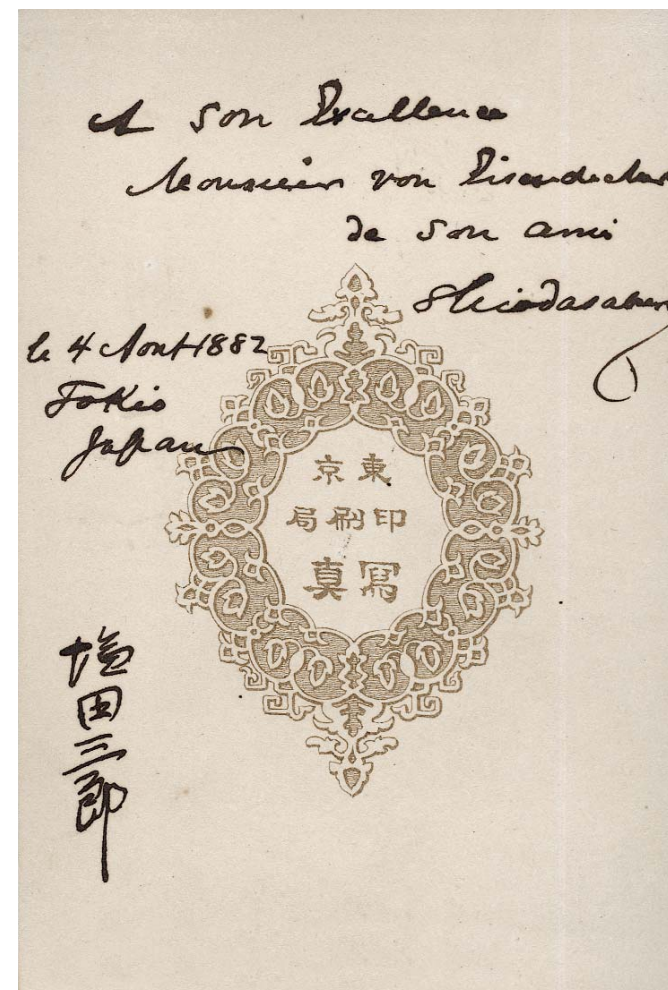 A Son Excellence
Monsieur von Eisendecher
de son ami
Shiodasaburo
le 4 Aout 1882
Tokio
Japan
東京
印刷局
寫真
塩田三郎